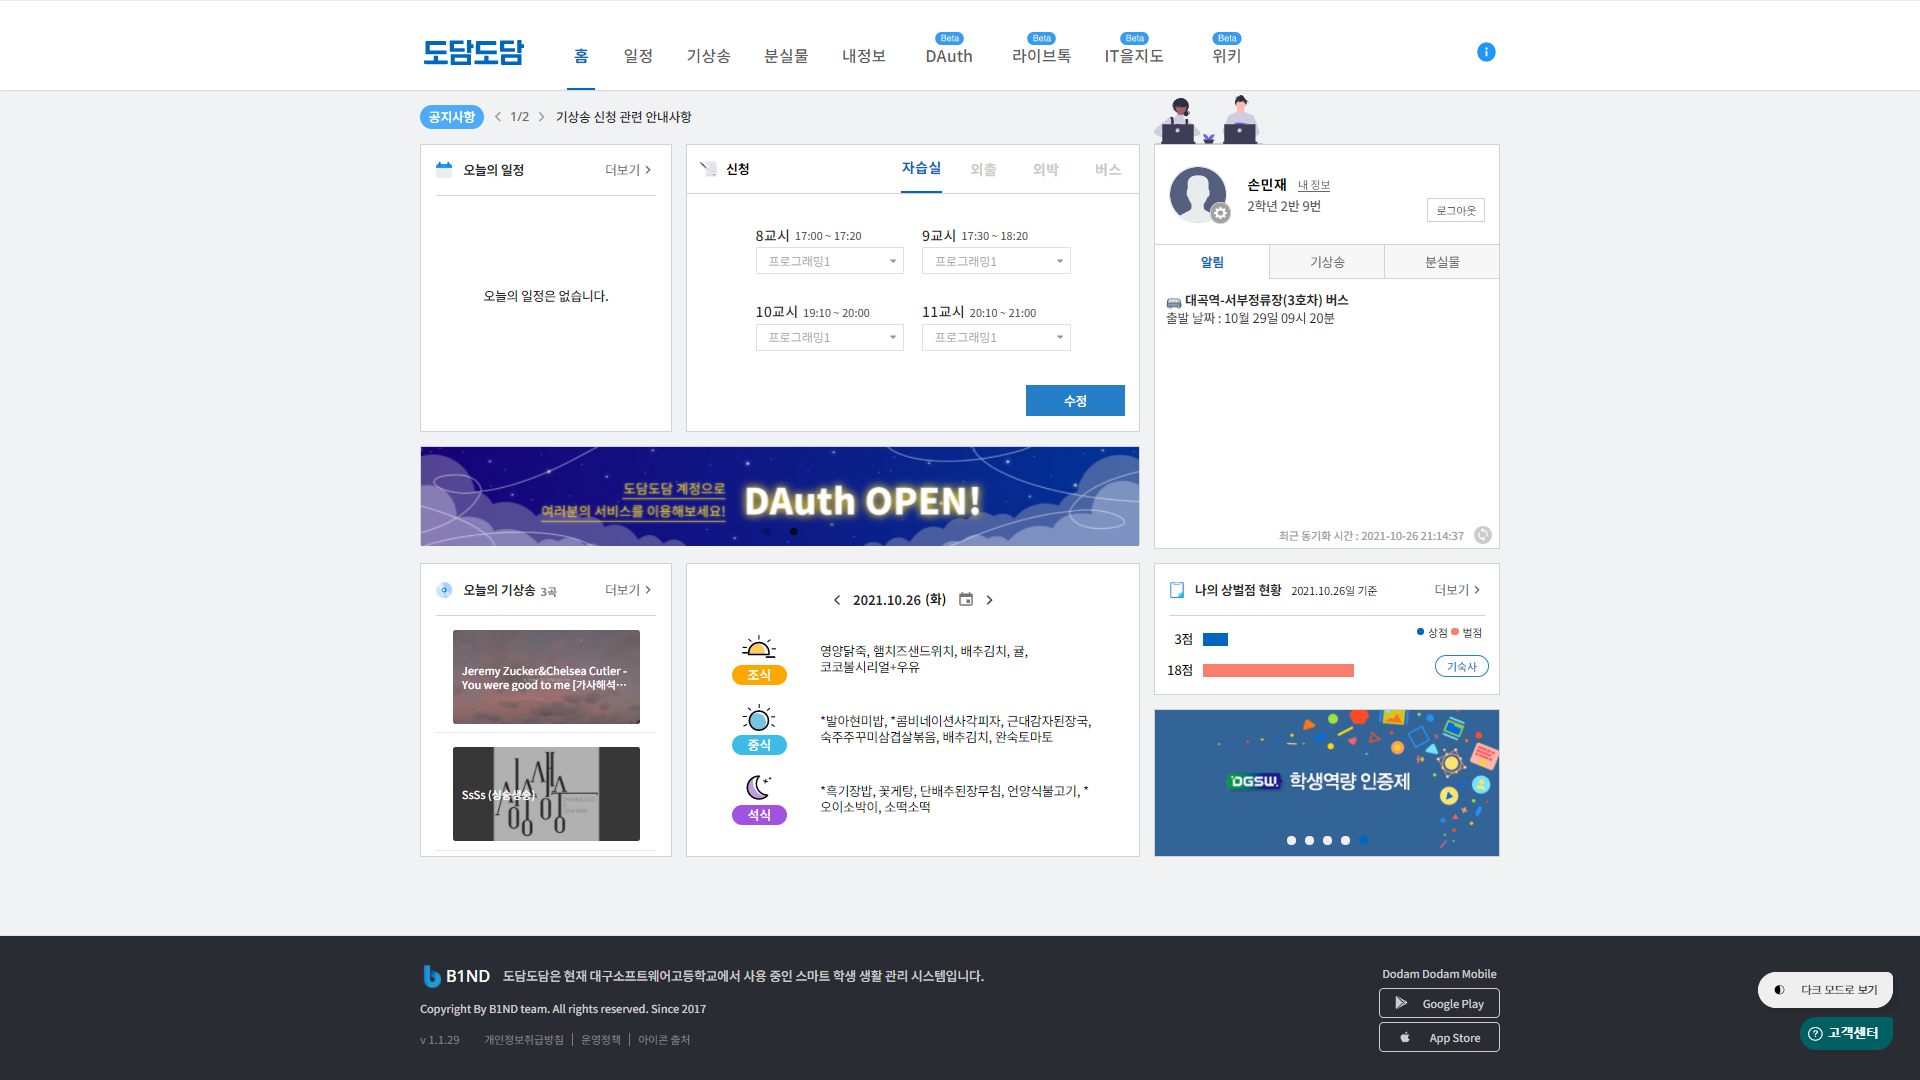 도담도담
홈
일정
기상송
분실물
내정보
Beta
DAuth
Beta
라이브톡
Beta
IT을지도
Beta
위키
공지사항
1/2
기상송 신청 관련 안내사항
오늘의 일정
더보기
오늘의 일정은 없습니다.
신청
자습실
외출
외박
버스
8교시 17:00 ~ 17:20
프로그래밍1
9교시 17:30 ~ 18:20
프로그래밍1
10교시 19:10 ~ 20:00
프로그래밍1
11교시 20:10 ~ 21:00
프로그래밍1
수정
손민재 내 정보
2학년 2반 9번
로그아웃
알림
기상송
분실물
대곡역-서부정류장(3호차) 버스
출발 날짜 : 10월 29일 09시 20분
최근 동기화 시간 : 2021-10-26 21:14:37
도담도담 계정으로
여러분의 서비스를 이용해보세요!
DAuth OPEN!
오늘의 기상송 3곡
더보기
Jeremy Zucker&Chelsea Cutler -
You were good to me [가사해석…
SsSs (싱숭생숭)
2021.10.26 (화)
조식
영양닭죽, 햄치즈샌드위치, 배추김치, 귤,
코코볼시리얼+우유
중식
*발아현미밥, *콤비네이션사각피자, 근대감자된장국,
숙주주꾸미삼겹살볶음, 배추김치, 완숙토마토
석식
*흑기장밥, 꽃게탕, 단배추된장무침, 언양식불고기, *
오이소박이, 소떡소떡
나의 상벌점 현황 2021.10.26일 기준
더보기
상점 벌점
3점
18점
기숙사
DGSW. 학생역량 인증제
B1ND 도담도담은 현재 대구소프트웨어고등학교에서 사용 중인 스마트 학생 생활 관리 시스템입니다.
Copyright By B1ND team. All rights reserved. Since 2017
v 1.1.29
개인정보취급방침
운영정책
아이콘 출처
Dodam Dodam Mobile
Google Play
App Store
다크 모드로 보기
고객센터